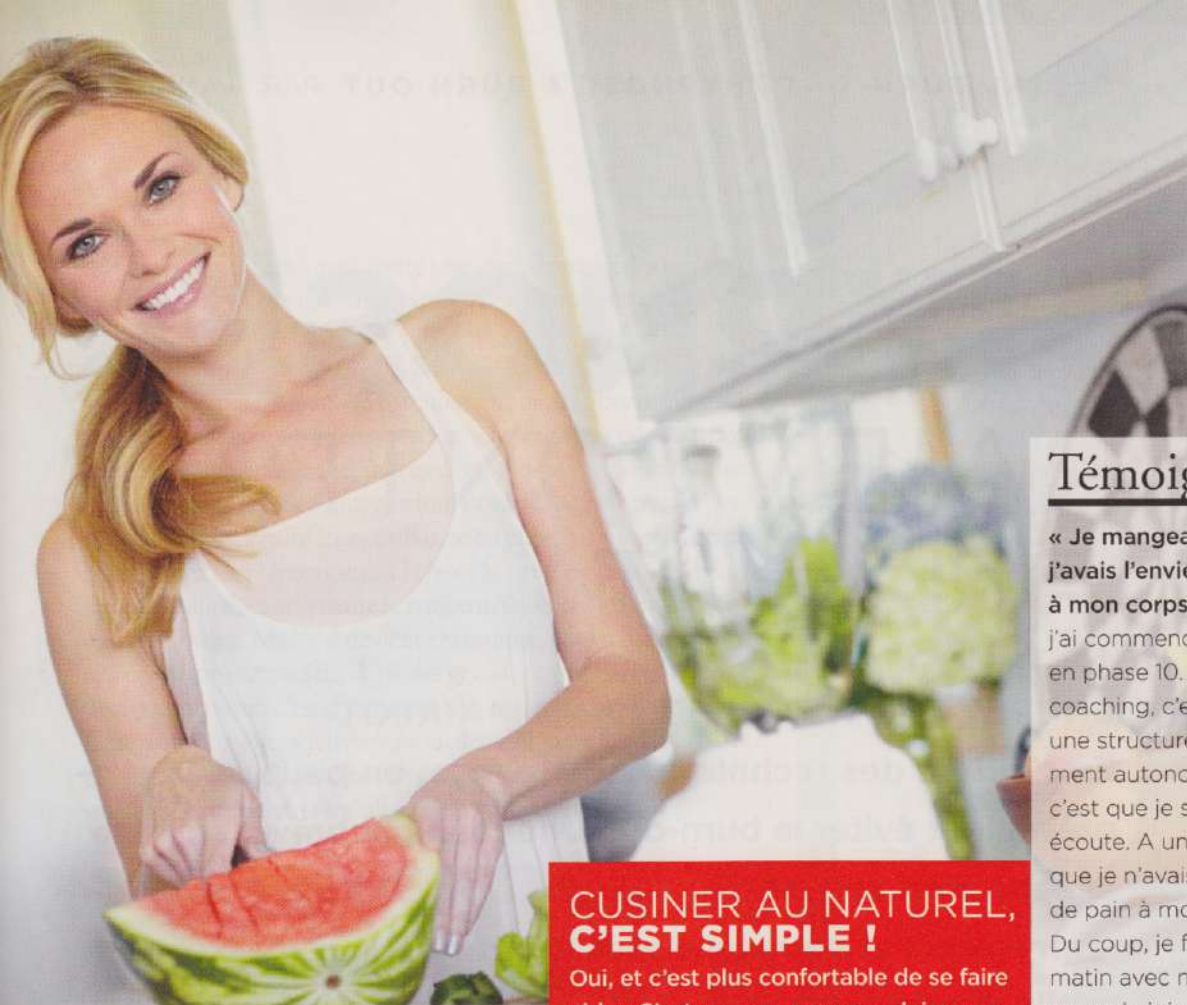 CUSINER AU NATUREL,
C'EST SIMPLE !
Oui, et c'est plus confortable de se faire
Témoig
« Je mangea
j'avais l'envie
à mon corps
j'ai commenc
en phase 10.
coaching, c'e
une structure
ment autono
c'est que je s
écoute. A un
que je n'avais
de pain à mo
Du coup, je f
matin avec n